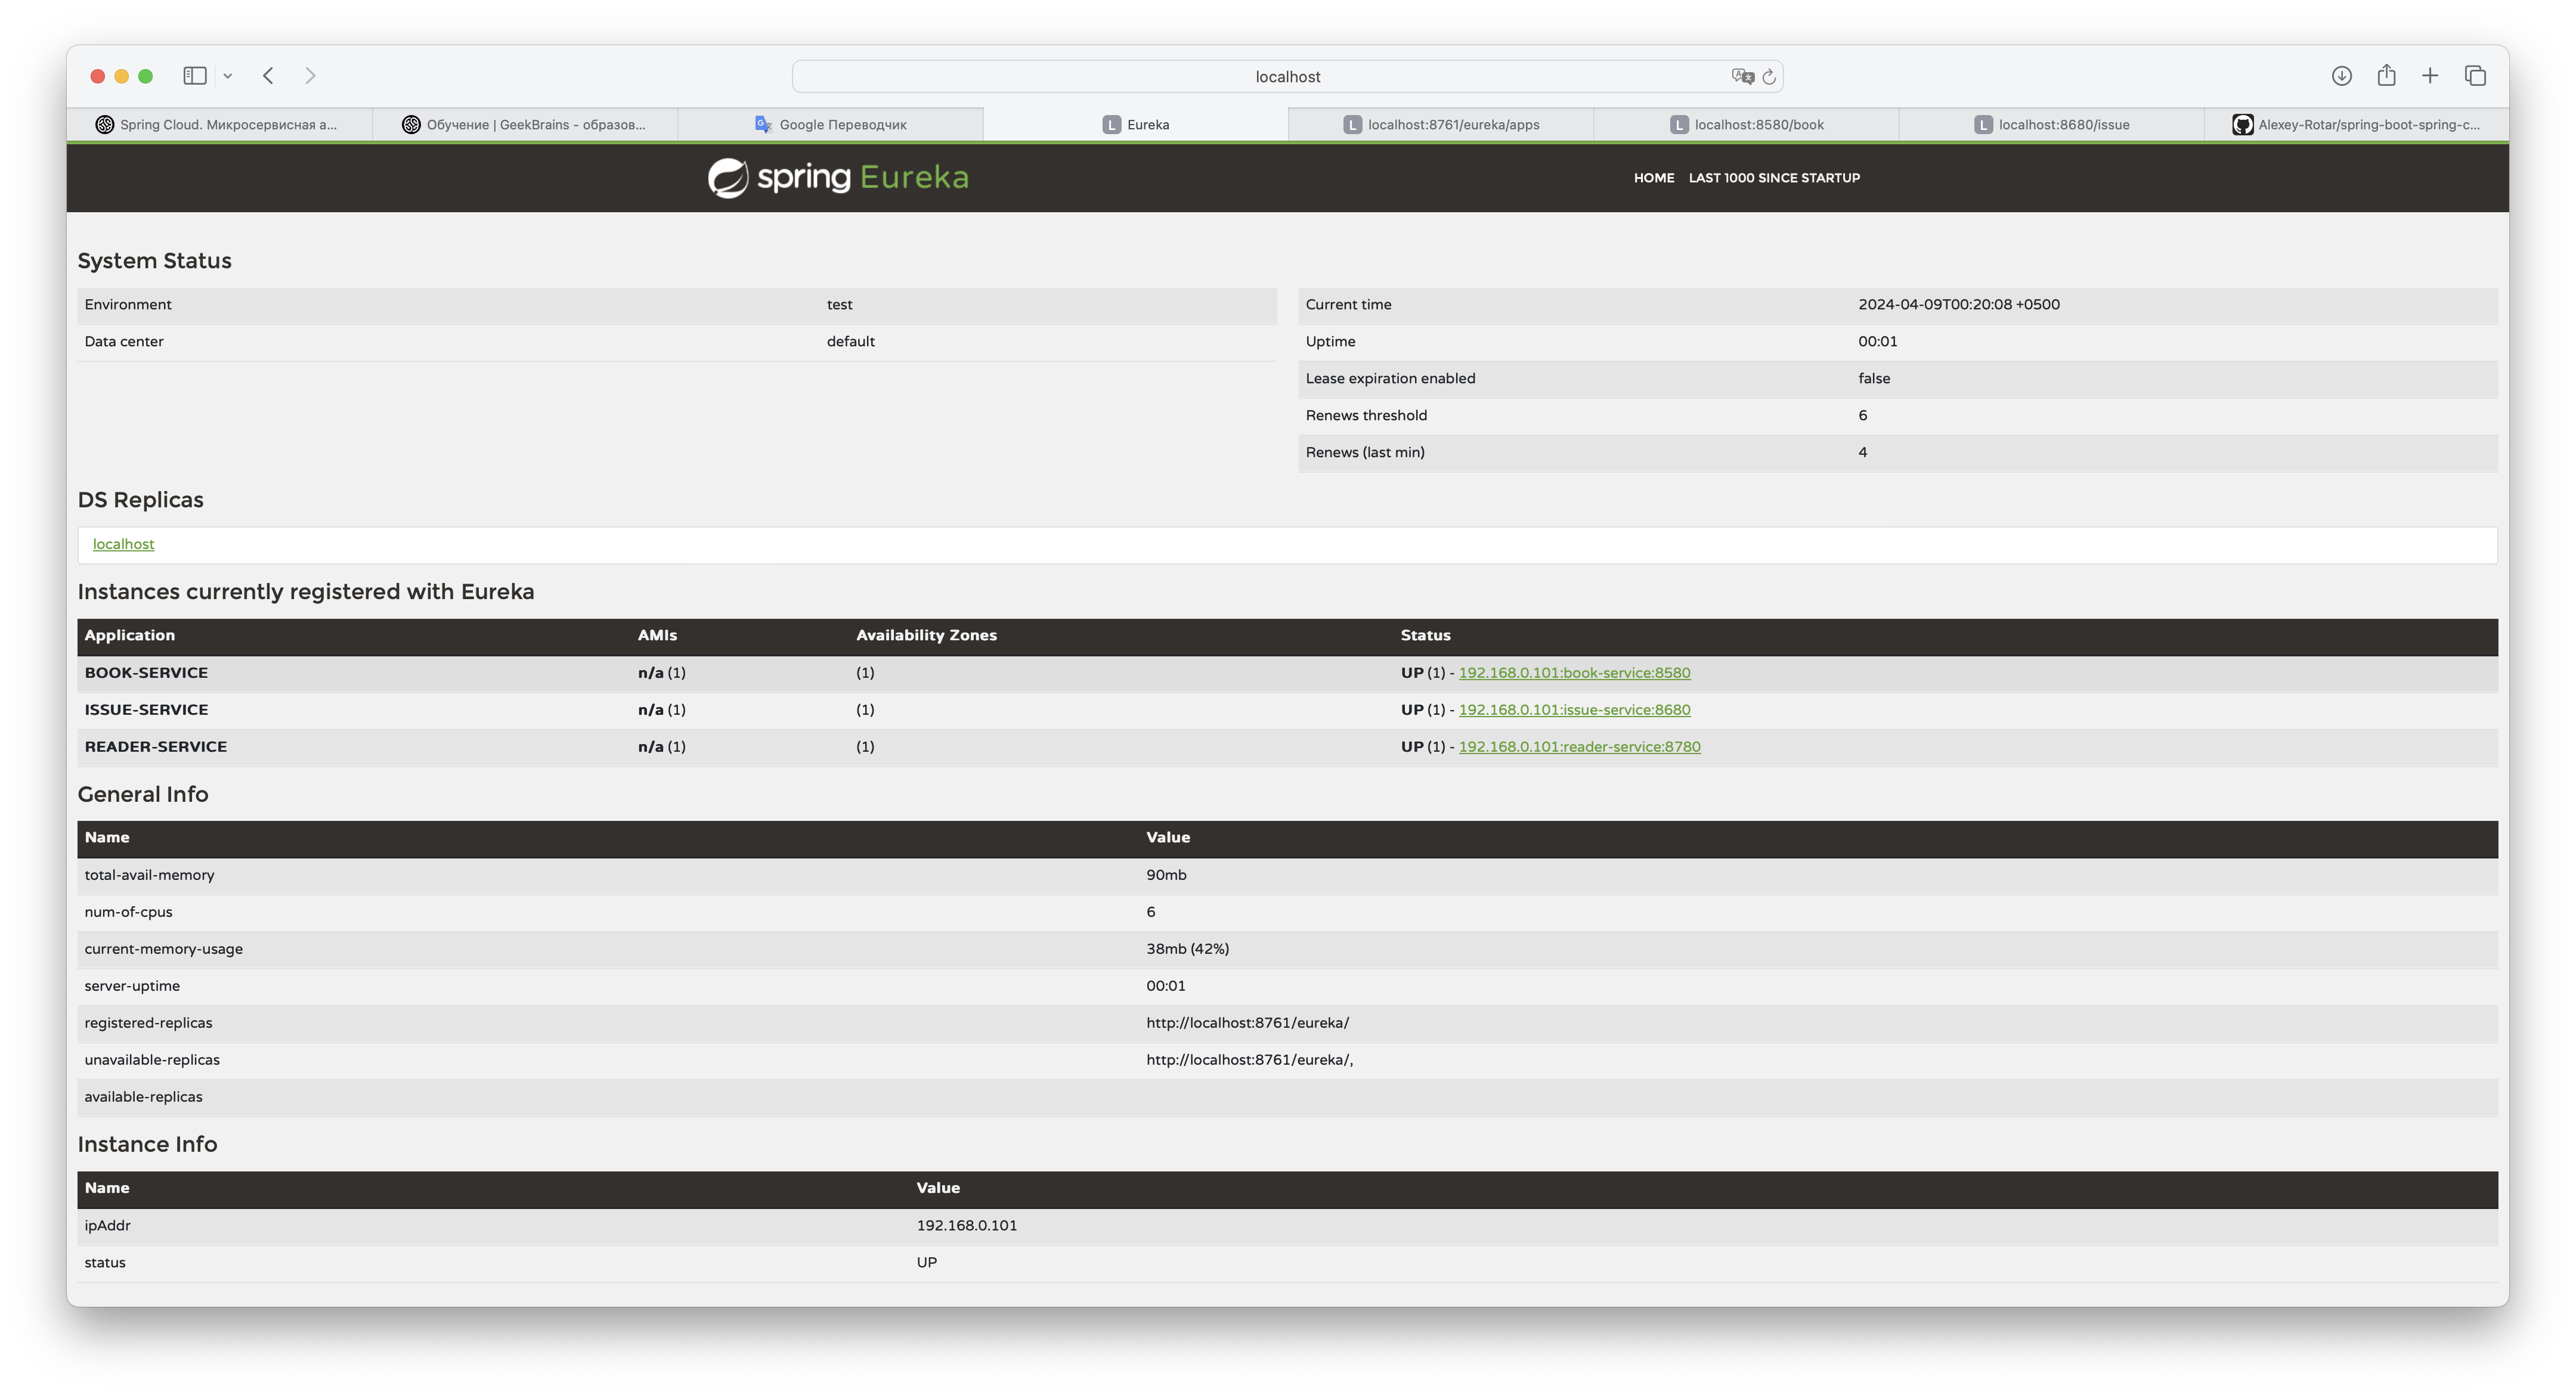 localhost
Spring Cloud. Микросервисная а...
Обучение | GeekBrains - образов...
Google Переводчик
L Eureka
L localhost:8761/eureka/apps
L localhost:8580/book
L localhost:8680/issue
Alexey-Rotar/spring-boot-spring-c...
spring Eureka
HOME LAST 1000 SINCE STARTUP
System Status
Environment test
Data center default
Current time 2024-04-09T00:20:08 +0500
Uptime 00:01
Lease expiration enabled false
Renews threshold 6
Renews (last min) 4
DS Replicas
localhost
Instances currently registered with Eureka
Application AMIs Availability Zones Status
BOOK-SERVICE n/a (1) (1) UP (1) - 192.168.0.101:book-service:8580
ISSUE-SERVICE n/a (1) (1) UP (1) - 192.168.0.101:issue-service:8680
READER-SERVICE n/a (1) (1) UP (1) - 192.168.0.101:reader-service:8780
General Info
Name Value
total-avail-memory 90mb
num-of-cpus 6
current-memory-usage 38mb (42%)
server-uptime 00:01
registered-replicas http://localhost:8761/eureka/
unavailable-replicas http://localhost:8761/eureka/,
available-replicas
Instance Info
Name Value
ipAddr 192.168.0.101
status UP